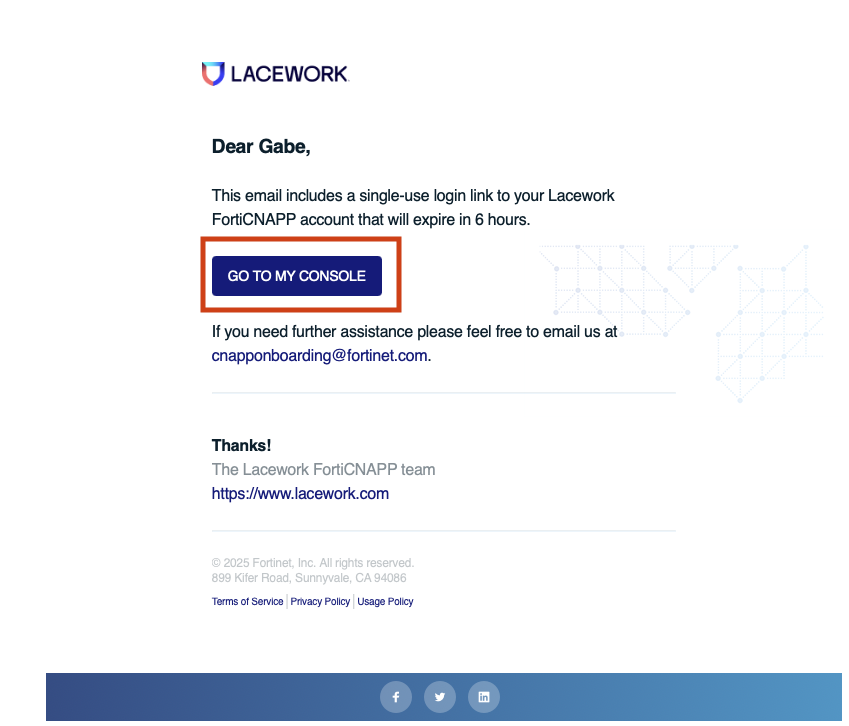 LACEWORK
Dear Gabe,
This email includes a single-use login link to your Lacework
FortiCNAPP account that will expire in 6 hours.
GO TO MY CONSOLE
If you need further assistance please feel free to email us at
cnapponboarding@fortinet.com.
Thanks!
The Lacework FortiCNAPP team
https://www.lacework.com
© 2025 Fortinet, Inc. All rights reserved.
899 Kifer Road, Sunnyvale, CA 94086
Terms of Service | Privacy Policy | Usage Policy